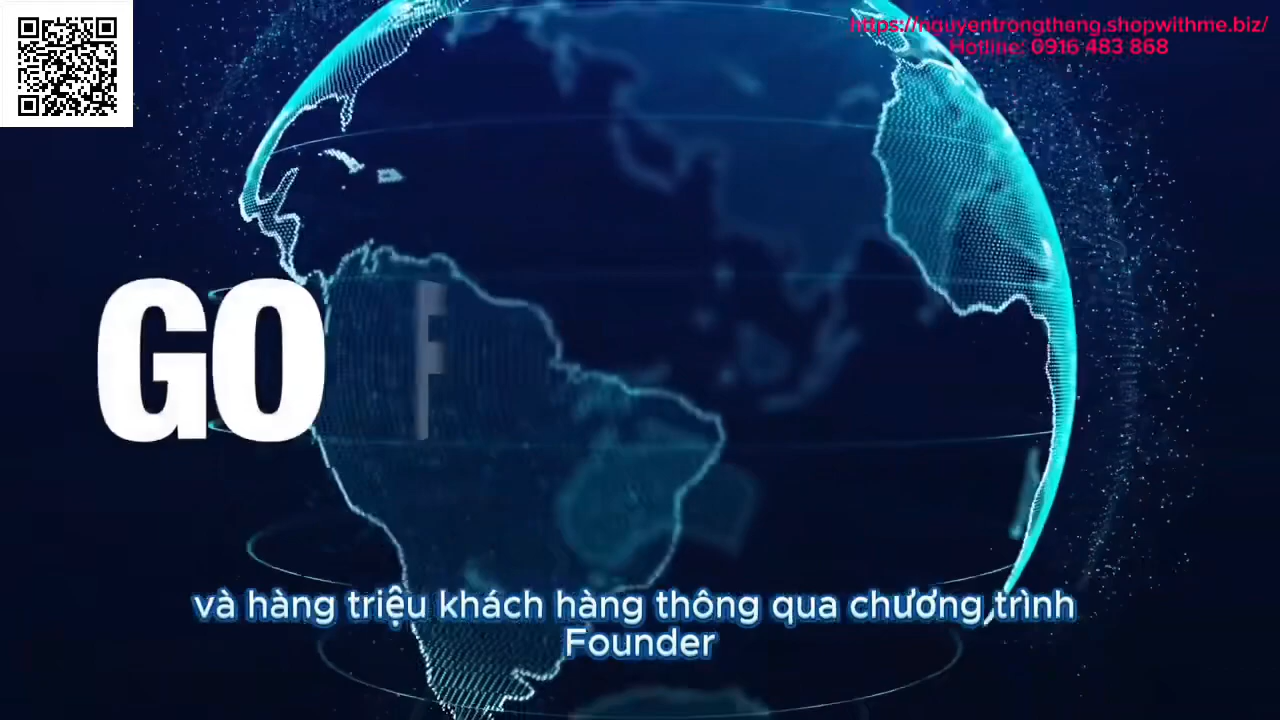 https://nguyentrongthang.shopwithme.biz/
Hotline: 0916 483 868
GO F
và hàng triệu khách hàng thông qua chương trình
Founder